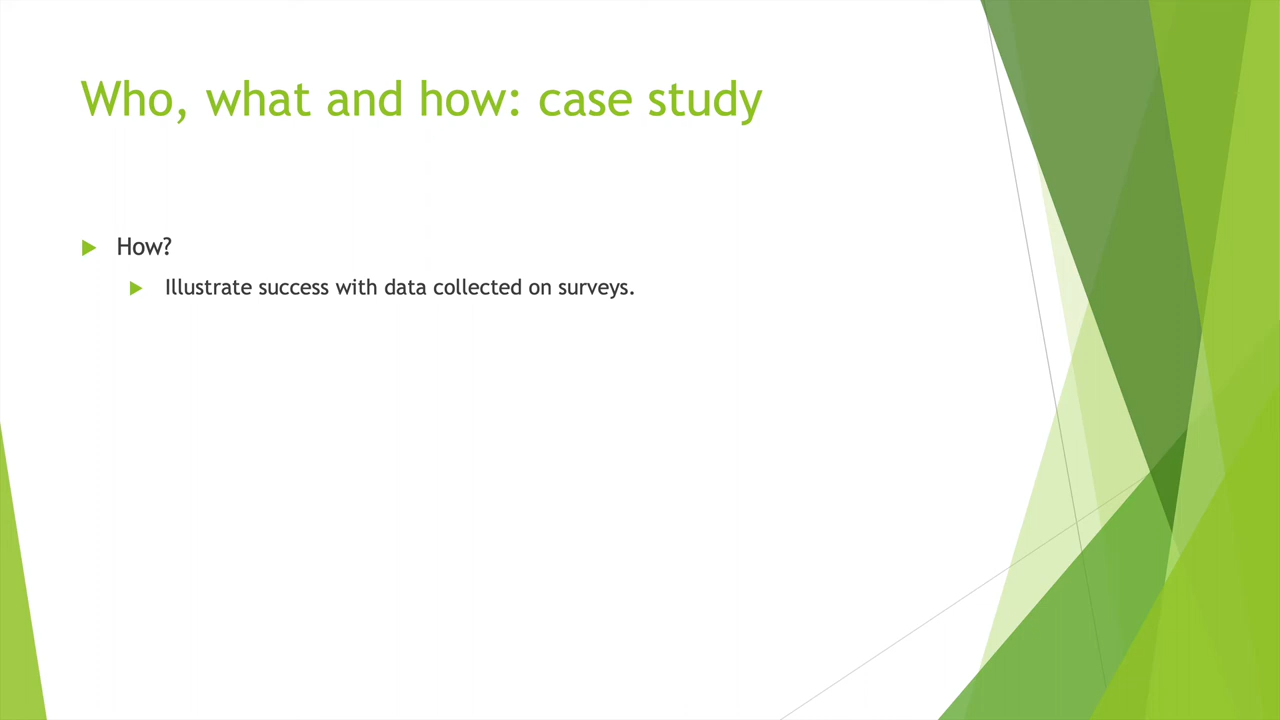 Who, what and how: case study
How?
Illustrate success with data collected on surveys.